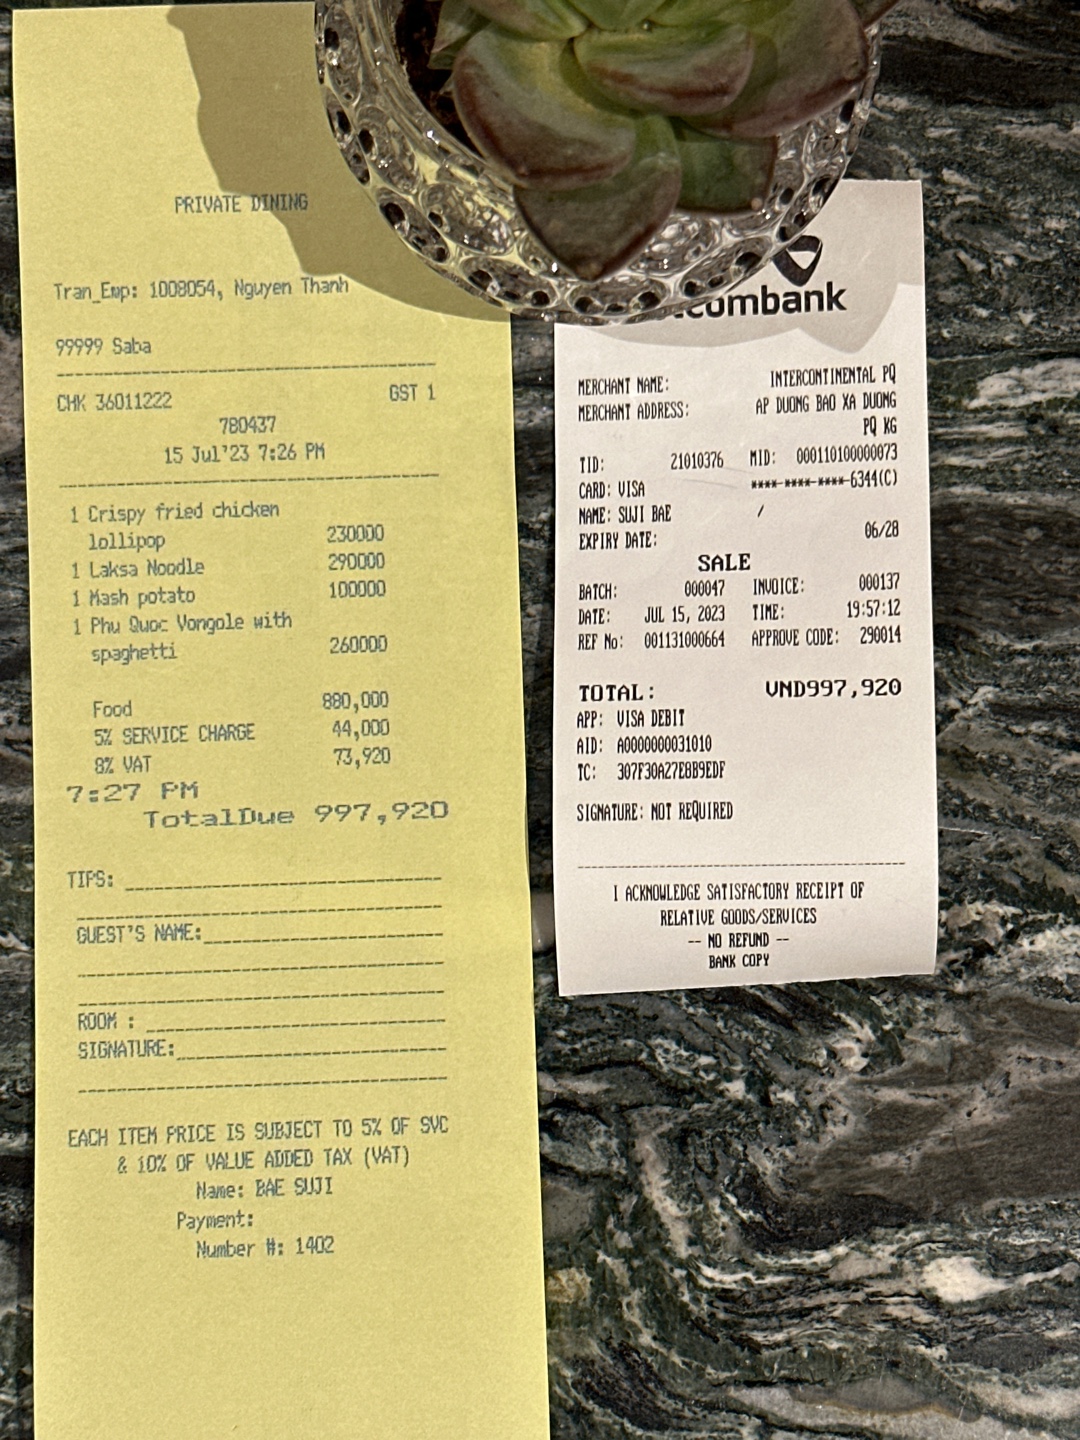 PRIVATE DINING
Tran_Emp: 1008054, Nguyen Thanh
99999 Saba
CHK 36011222 GST 1
780437
15 Jul'23 7:26 PM
1 Crispy fried chicken
lollipop 230000
1 Laksa Noodle 290000
1 Mash potato 100000
1 Phu Quoc Vongole with
spaghetti 260000
Food 880,000
5% SERVICE CHARGE 44,000
8% VAT 73,920
7:27 PM
TotalDue 997,920
TIPS:
GUEST'S NAME:
ROOM :
SIGNATURE:
EACH ITEM PRICE IS SUBJECT TO 5% OF SVC
& 10% OF VALUE ADDED TAX (VAT)
Name: BAE SUJI
Payment:
Number #: 1402
combank
MERCHANT NAME: INTERCONTINENTAL PQ
MERCHANT ADDRESS: AP DUONG BAO XA DUONG
PQ KG
TID: 21010376 MID: 000110100000073
CARD: VISA ****-****-****-6344(C)
NAME: SUJI BAE /
EXPIRY DATE: 06/28
SALE
BATCH: 000047 INVOICE: 000137
DATE: JUL 15, 2023 TIME: 19:57:12
REF No: 001131000664 APPROVE CODE: 290014
TOTAL: VND997,920
APP: VISA DEBIT
AID: A0000000031010
TC: 307F30A27E8B9EDF
SIGNATURE: NOT REQUIRED
I ACKNOWLEDGE SATISFACTORY RECEIPT OF
RELATIVE GOODS/SERVICES
-- NO REFUND --
BANK COPY